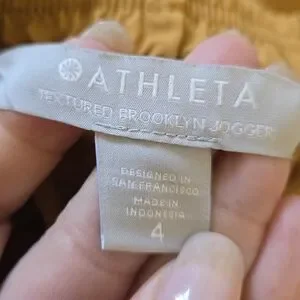 ATHLETA
TEXTURED BROOKLYN JOGGER
DESIGNED IN
SAN FRANCISCO
MADE IN
INDONESIA
4